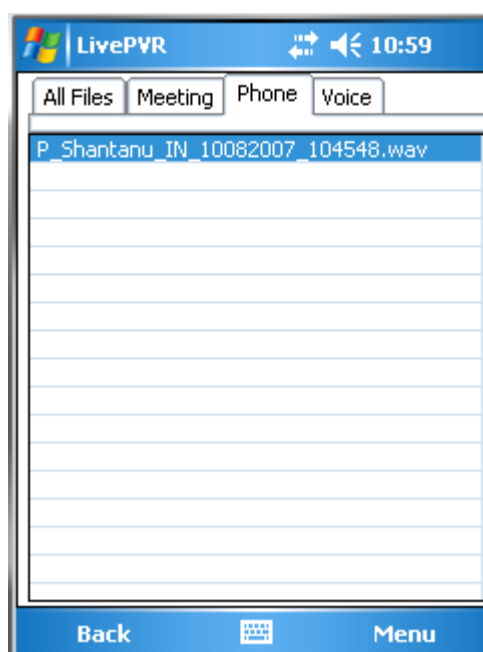 LivePVR 10:59
All Files Meeting Phone Voice
P_Shantanu_IN_10082007_104548.wav
Back Menu